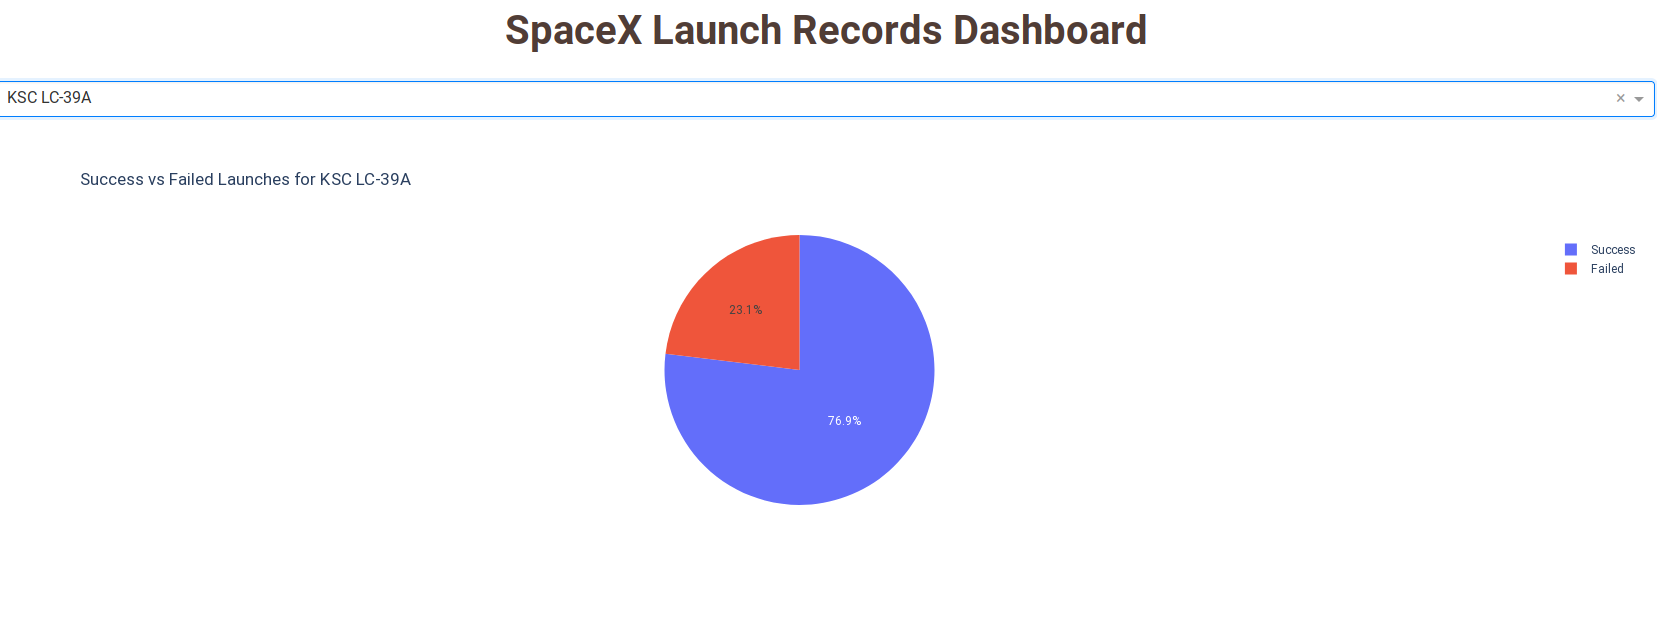 SpaceX Launch Records Dashboard
KSC LC-39A
×
Success vs Failed Launches for KSC LC-39A
Success
Failed
23.1%
76.9%